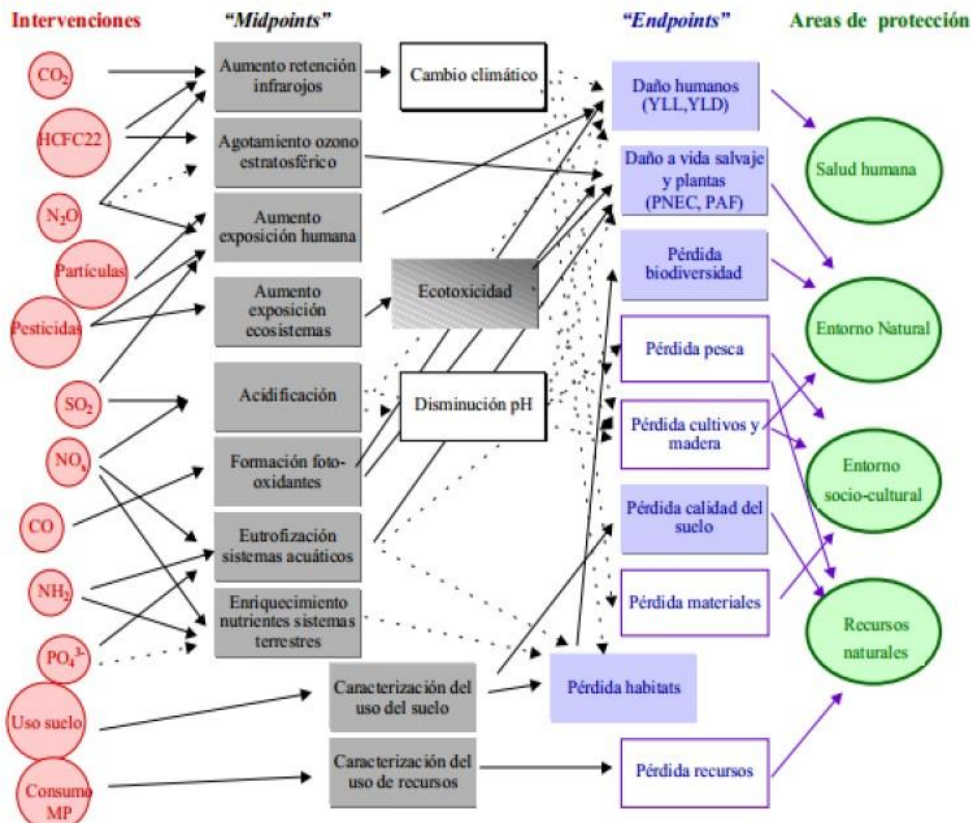 Intervenciones
“Midpoints”
“Endpoints”
Areas de protección
CO₂
HCFC22
N₂O
Partículas
Pesticidas
SO₂
NOₓ
CO
NH₂
PO₄³⁻
Uso suelo
Consumo
MP
Aumento retención
infrarojos
Agotamiento ozono
estratosférico
Aumento
exposición humana
Aumento
exposición
ecosistemas
Acidificación
Formación foto-
oxidantes
Eutrofización
sistemas acuáticos
Enriquecimiento
nutrientes sistemas
terrestres
Caracterización del
uso del suelo
Caracterización del
uso de recursos
Cambio climático
Ecotoxicidad
Disminución pH
Daño humanos
(YLL,YLD)
Daño a vida salvaje
y plantas
(PNEC, PAF)
Pérdida
biodiversidad
Pérdida pesca
Pérdida cultivos y
madera
Pérdida calidad del
suelo
Pérdida materiales
Pérdida habitats
Pérdida recursos
Salud humana
Entorno Natural
Entorno
socio-cultural
Recursos
naturales